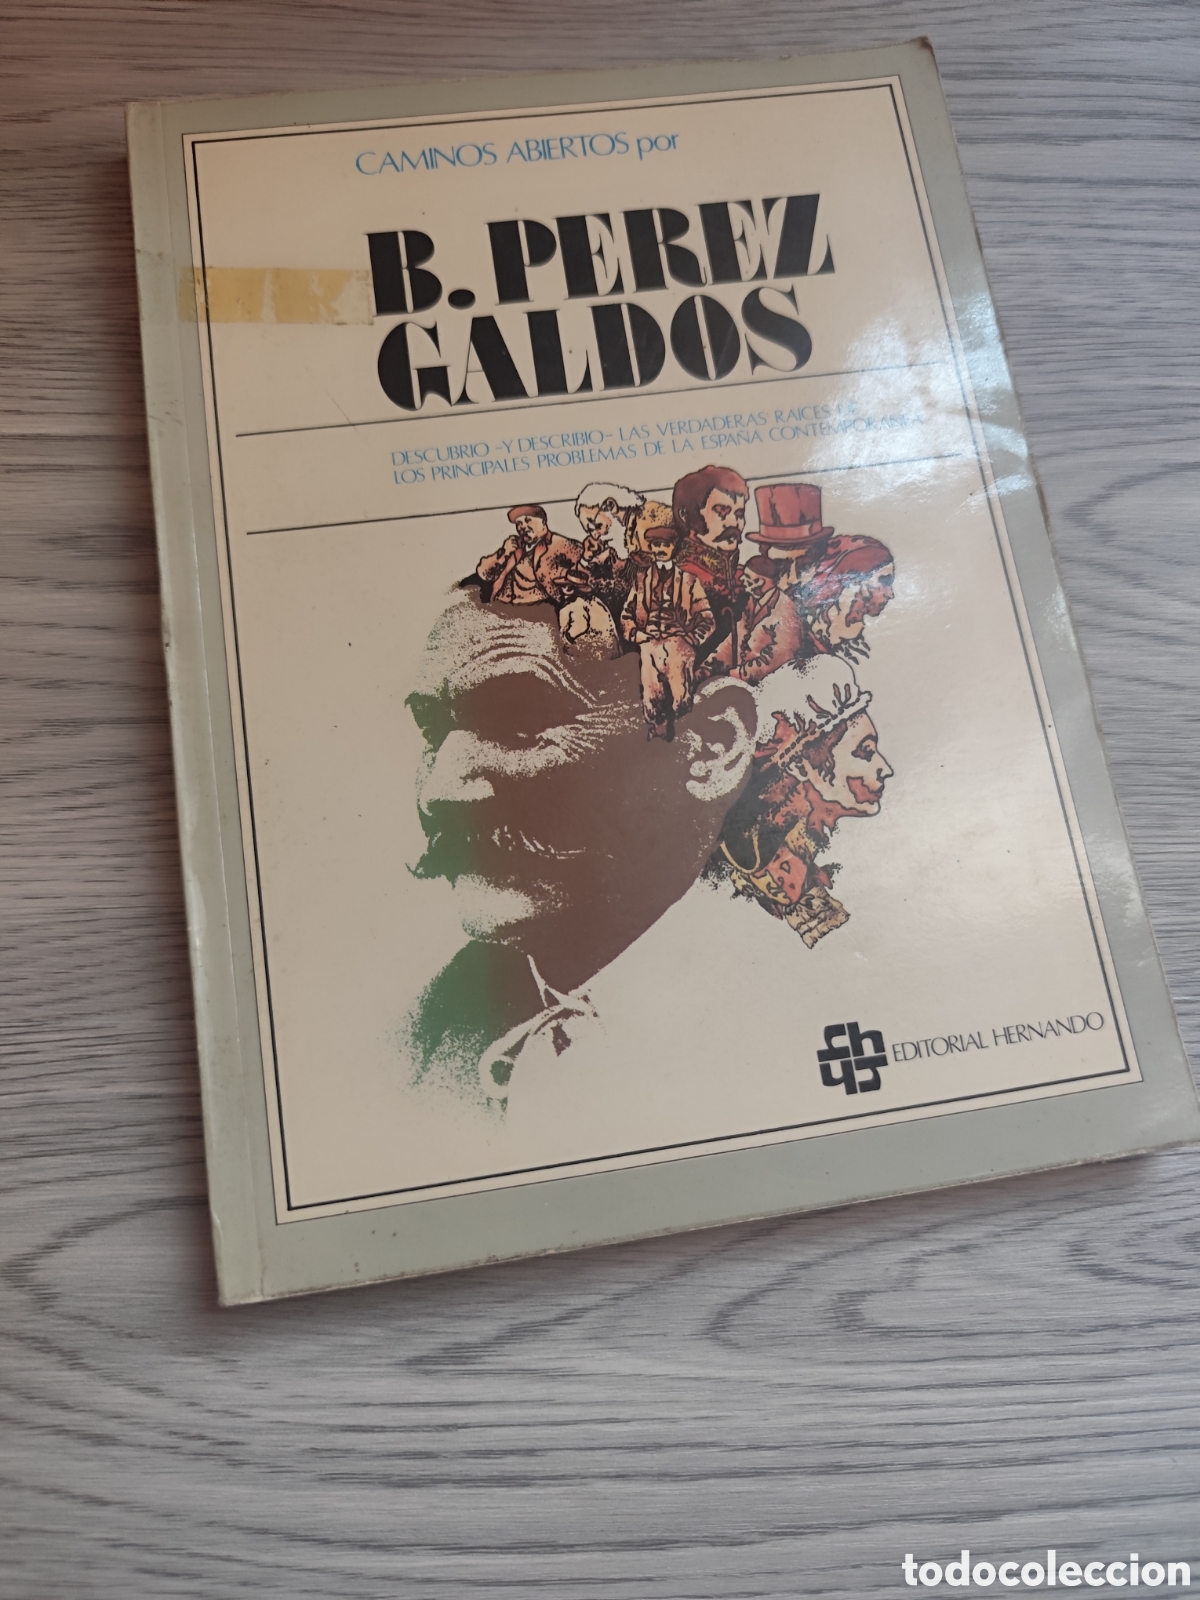 CAMINOS ABIERTOS por
B. PEREZ
GALDOS
DESCUBRIO -Y DESCRIBIO- LAS VERDADERAS RAICES DE
LOS PRINCIPALES PROBLEMAS DE LA ESPAÑA CONTEMPORANEA
EDITORIAL HERNANDO
todocoleccion